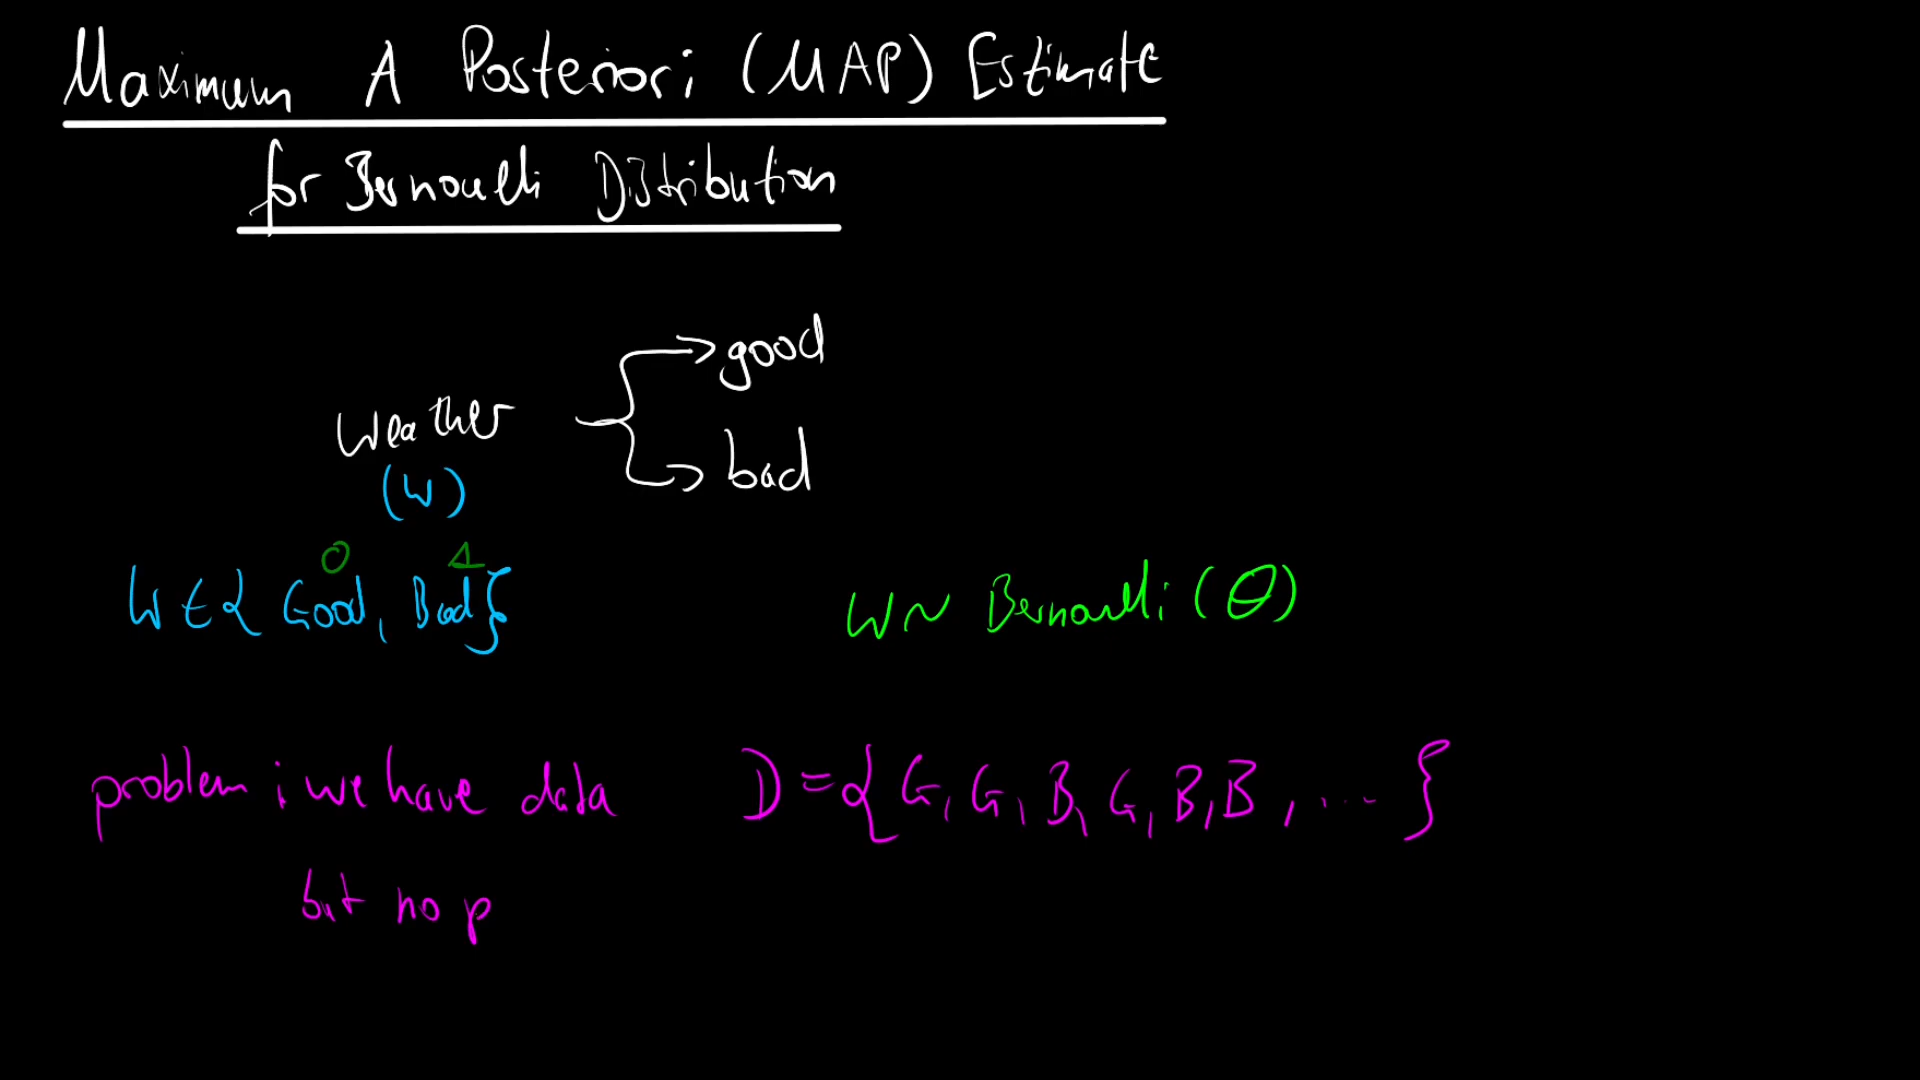 Maximum A Posteriori (MAP) Estimate
for Bernoulli Distribution
good
Weather
bad
(W)
0 1
W ∈ { Good, Bad }
W ~ Bernoulli (θ)
problem: we have data D = { G, G, B, G, B, B, ... }
but no p